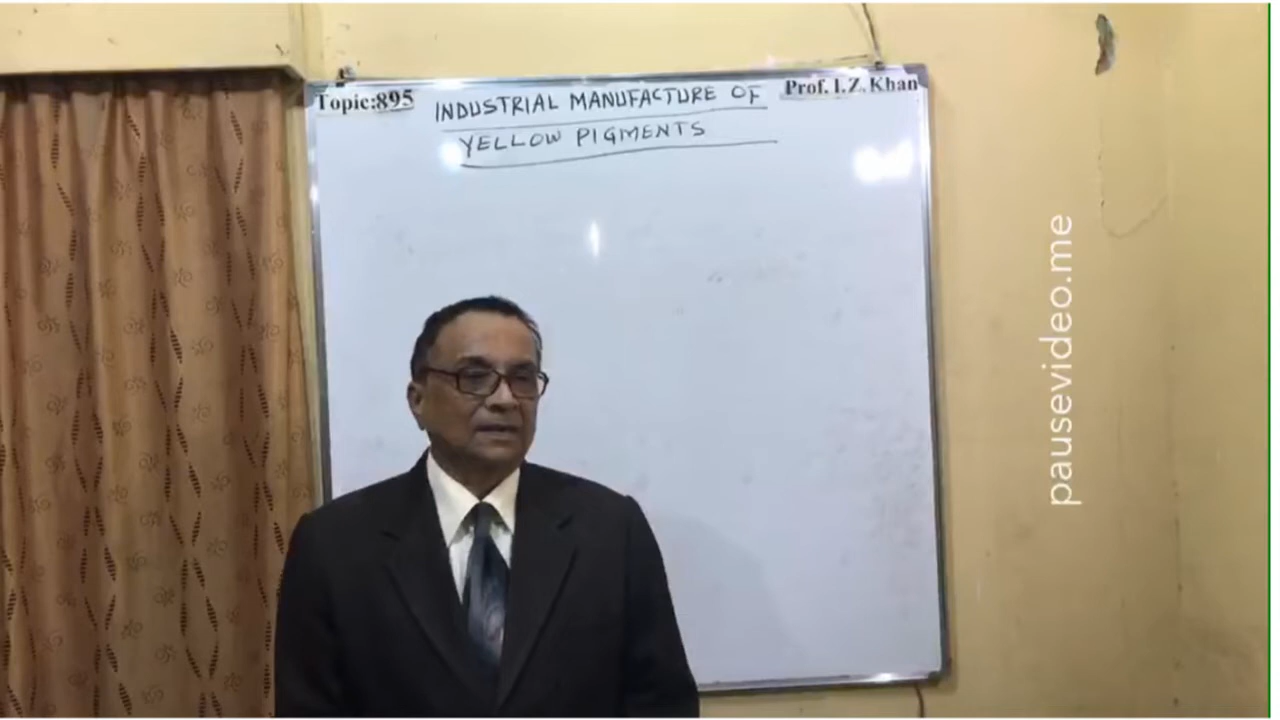 Topic:895 INDUSTRIAL MANUFACTURE OF Prof. I.Z. Khan
YELLOW PIGMENTS
pausevideo.me